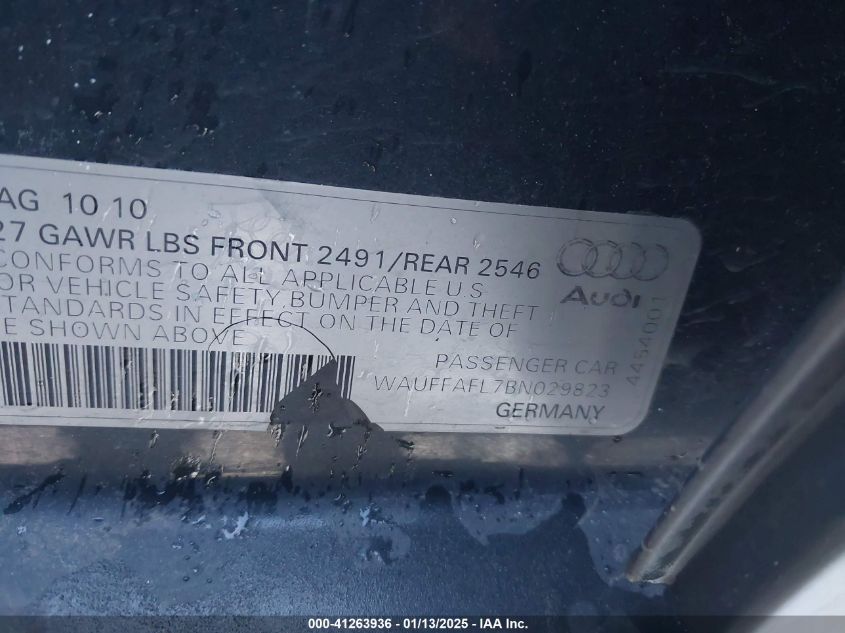 AG 10 10
27 GAWR LBS FRONT 2491/REAR 2546
CONFORMS TO ALL APPLICABLE U S
OR VEHICLE SAFETY, BUMPER AND THEFT
TANDARDS IN EFFECT ON THE DATE OF
E SHOWN ABOVE
Audi
4454001
PASSENGER CAR
WAUFFAFL7BN029823
GERMANY
000-41263936 - 01/13/2025 - IAA Inc.